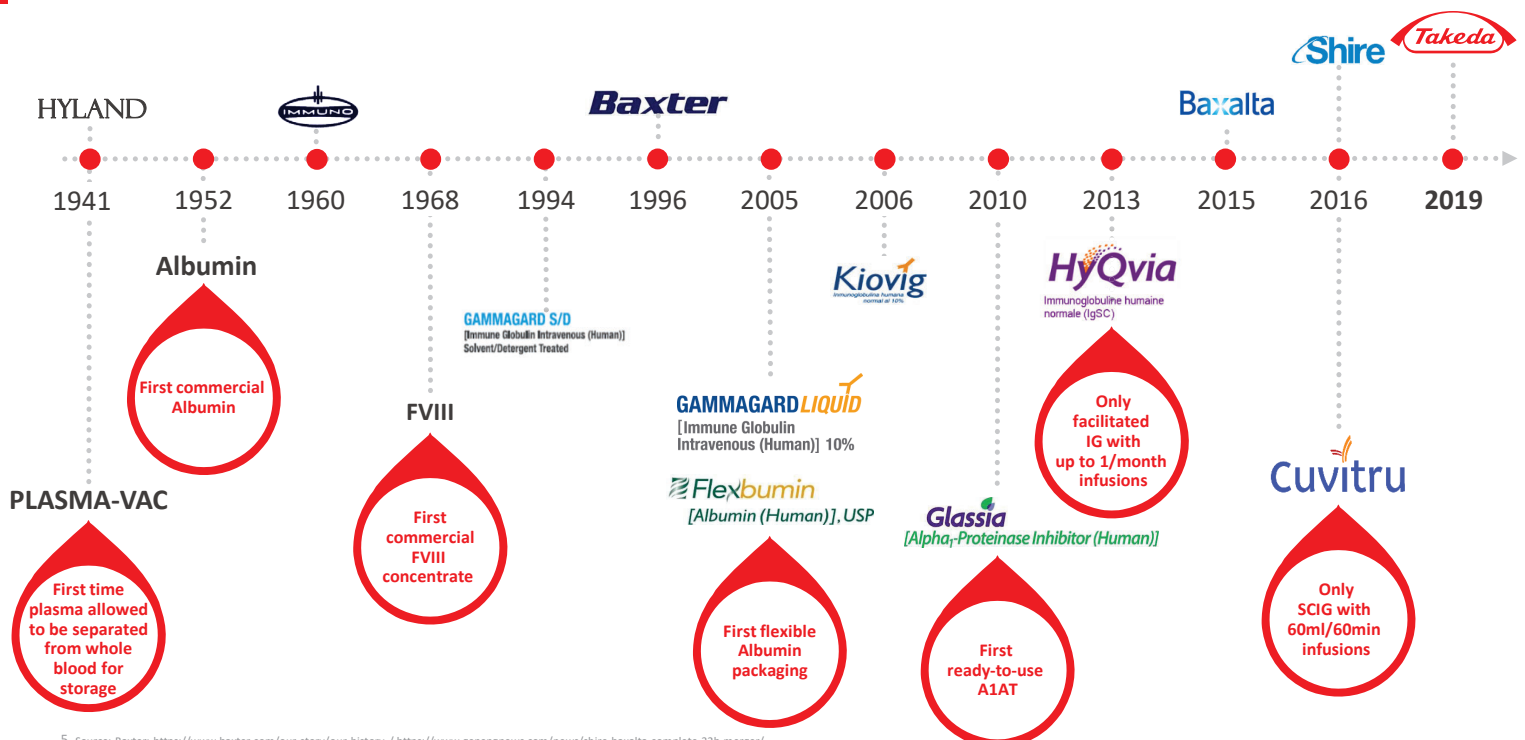 HYLAND
IMMUNO
Baxter
Baxalta
Shire
Takeda
1941
1952
1960
1968
1994
1996
2005
2006
2010
2013
2015
2016
2019
PLASMA-VAC
First time
plasma allowed
to be separated
from whole
blood for
storage
Albumin
First commercial
Albumin
FVIII
First
commercial
FVIII
concentrate
GAMMAGARD S/D
[Immune Globulin Intravenous (Human)]
Solvent/Detergent Treated
GAMMAGARD LIQUID
[Immune Globulin
Intravenous (Human)] 10%
Flexbumin
[Albumin (Human)], USP
First flexible
Albumin
packaging
Kiovig
Immunoglobulina humana
normal al 10%
Glassia
[Alpha1-Proteinase Inhibitor (Human)]
First
ready-to-use
A1AT
HyQvia
Immunoglobuline humaine
normale (IgSC)
Only
facilitated
IG with
up to 1/month
infusions
Cuvitru
Only
SCIG with
60ml/60min
infusions